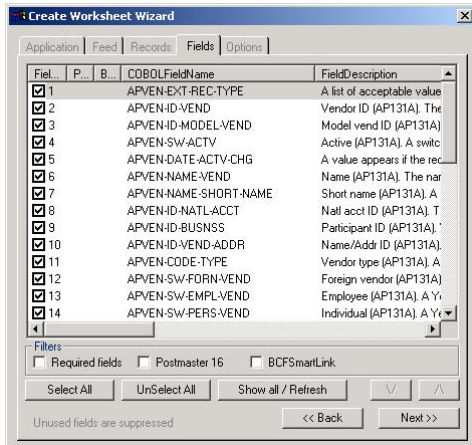 Create Worksheet Wizard
Application Feed Records Fields Options
Fiel... P... B... COBOLFieldName FieldDescription
1 APVEN-EXT-REC-TYPE A list of acceptable value
2 APVEN-ID-VEND Vendor ID (AP131A). The
3 APVEN-ID-MODEL-VEND Model vend ID (AP131A)
4 APVEN-SW-ACTV Active (AP131A). A switc
5 APVEN-DATE-ACTV-CHG A value appears if the rec
6 APVEN-NAME-VEND Name (AP131A). The nar
7 APVEN-NAME-SHORT-NAME Short name (AP131A). A
8 APVEN-ID-NATL-ACCT Natl acct ID (AP131A). T
9 APVEN-ID-BUSNSS Participant ID (AP131A).
10 APVEN-ID-VEND-ADDR Name/Addr ID (AP131A).
11 APVEN-CODE-TYPE Vendor type (AP131A). A
12 APVEN-SW-FORN-VEND Foreign vendor (AP131A)
13 APVEN-SW-EMPL-VEND Employee (AP131A). A Ye
14 APVEN-SW-PERS-VEND Individual (AP131A). A Ye
Filters
Required fields Postmaster 16 BCFSmartLink
Select All UnSelect All Show all / Refresh \/ /\
Unused fields are suppressed << Back Next >>